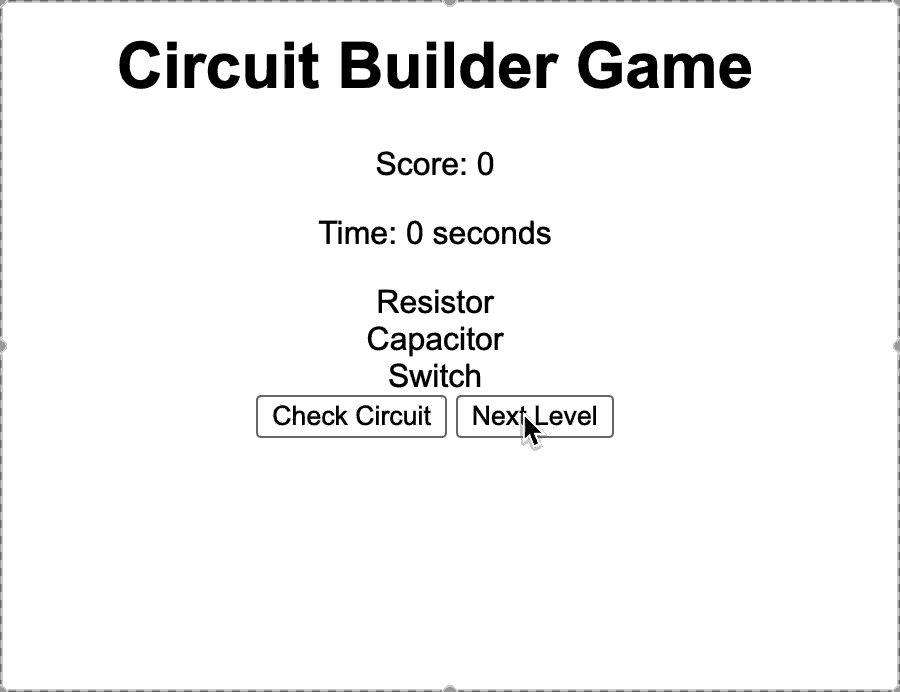 Circuit Builder Game
Score: 0
Time: 0 seconds
Resistor
Capacitor
Switch
Check Circuit Next Level